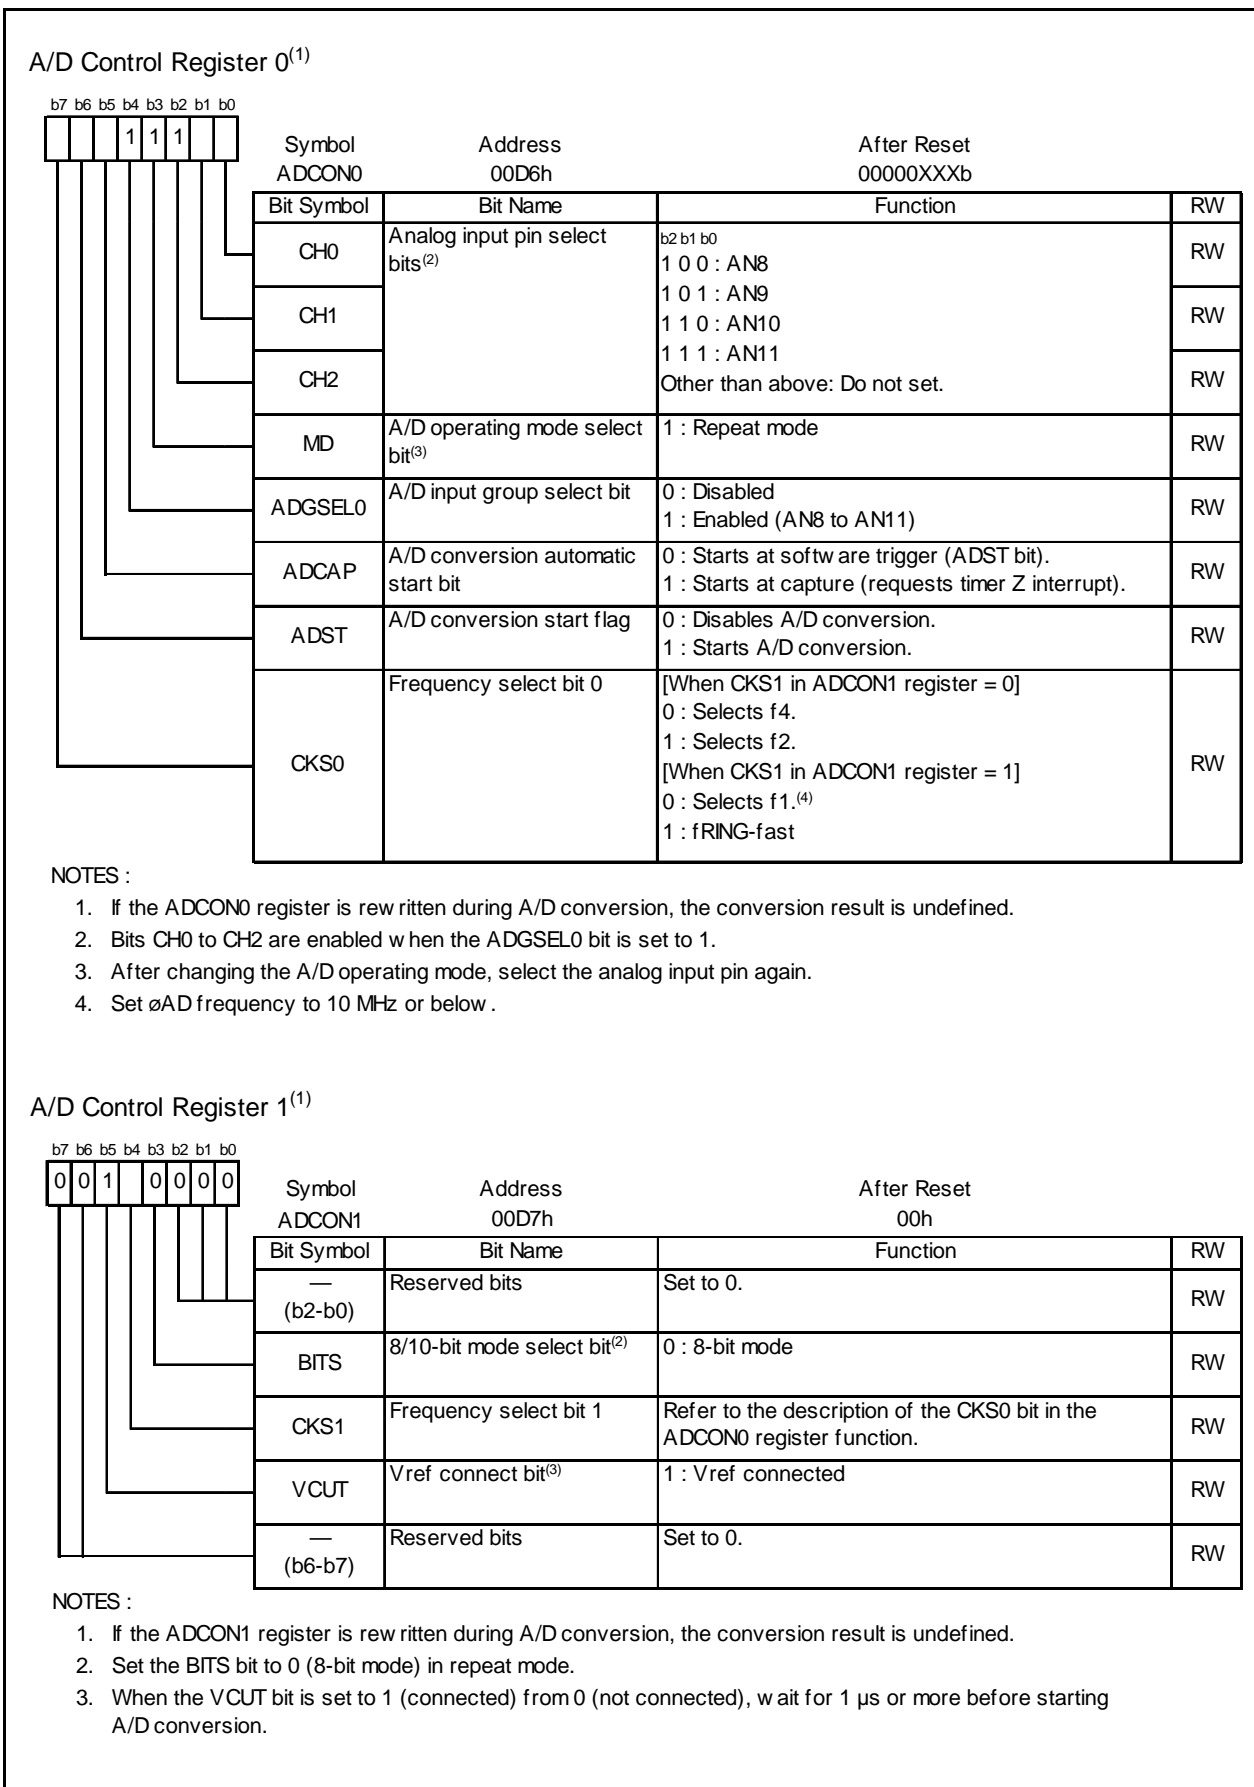 A/D Control Register 0(1)
b7 b6 b5 b4 b3 b2 b1 b0
1 1 1
Symbol Address After Reset
ADCON0 00D6h 00000XXXb
Bit Symbol Bit Name Function RW
CH0 Analog input pin select bits(2) b2 b1 b0 RW
1 0 0 : AN8
1 0 1 : AN9
CH1 RW
1 1 0 : AN10
1 1 1 : AN11
CH2 Other than above: Do not set. RW
MD A/D operating mode select bit(3) 1 : Repeat mode RW
ADGSEL0 A/D input group select bit 0 : Disabled RW
1 : Enabled (AN8 to AN11)
ADCAP A/D conversion automatic start bit 0 : Starts at software trigger (ADST bit). RW
1 : Starts at capture (requests timer Z interrupt).
ADST A/D conversion start flag 0 : Disables A/D conversion. RW
1 : Starts A/D conversion.
CKS0 Frequency select bit 0 [When CKS1 in ADCON1 register = 0] RW
0 : Selects f4.
1 : Selects f2.
[When CKS1 in ADCON1 register = 1]
0 : Selects f1.(4)
1 : fRING-fast
NOTES :
1. If the ADCON0 register is rewritten during A/D conversion, the conversion result is undefined.
2. Bits CH0 to CH2 are enabled when the ADGSEL0 bit is set to 1.
3. After changing the A/D operating mode, select the analog input pin again.
4. Set øAD frequency to 10 MHz or below.
A/D Control Register 1(1)
b7 b6 b5 b4 b3 b2 b1 b0
0 0 1 0 0 0 0
Symbol Address After Reset
ADCON1 00D7h 00h
Bit Symbol Bit Name Function RW
— (b2-b0) Reserved bits Set to 0. RW
BITS 8/10-bit mode select bit(2) 0 : 8-bit mode RW
CKS1 Frequency select bit 1 Refer to the description of the CKS0 bit in the ADCON0 register function. RW
VCUT Vref connect bit(3) 1 : Vref connected RW
— (b6-b7) Reserved bits Set to 0. RW
NOTES :
1. If the ADCON1 register is rewritten during A/D conversion, the conversion result is undefined.
2. Set the BITS bit to 0 (8-bit mode) in repeat mode.
3. When the VCUT bit is set to 1 (connected) from 0 (not connected), wait for 1 µs or more before starting
A/D conversion.